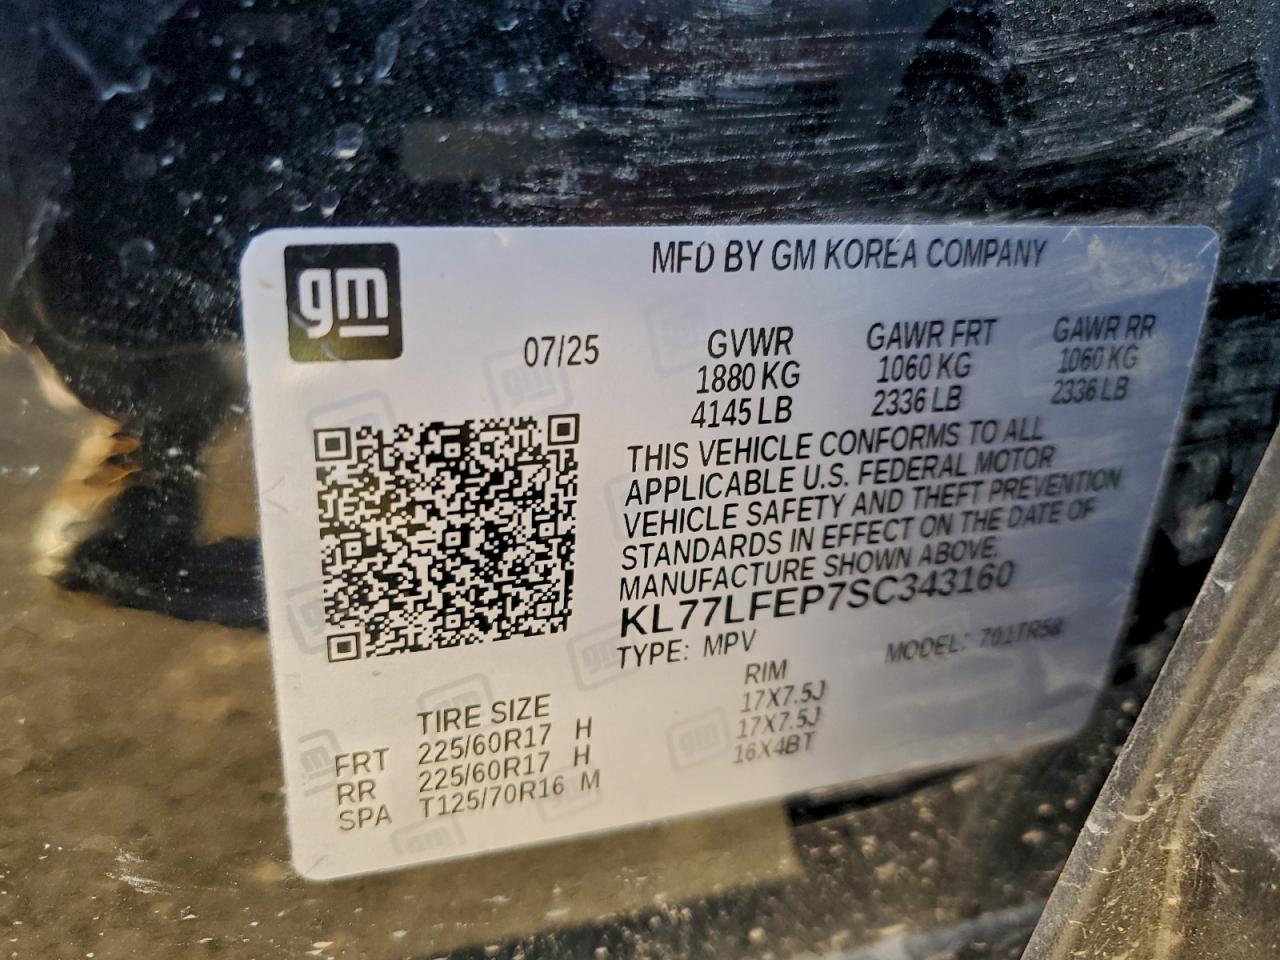 gm
MFD BY GM KOREA COMPANY
07/25
GVWR GAWR FRT GAWR RR
1880 KG 1060 KG 1060 KG
4145 LB 2336 LB 2336 LB
THIS VEHICLE CONFORMS TO ALL
APPLICABLE U.S. FEDERAL MOTOR
VEHICLE SAFETY AND THEFT PREVENTION
STANDARDS IN EFFECT ON THE DATE OF
MANUFACTURE SHOWN ABOVE.
KL77LFEP7SC343160
TYPE: MPV MODEL: 701TR58
TIRE SIZE RIM
FRT 225/60R17 H 17X7.5J
RR 225/60R17 H 17X7.5J
SPA T125/70R16 M 16X4BT